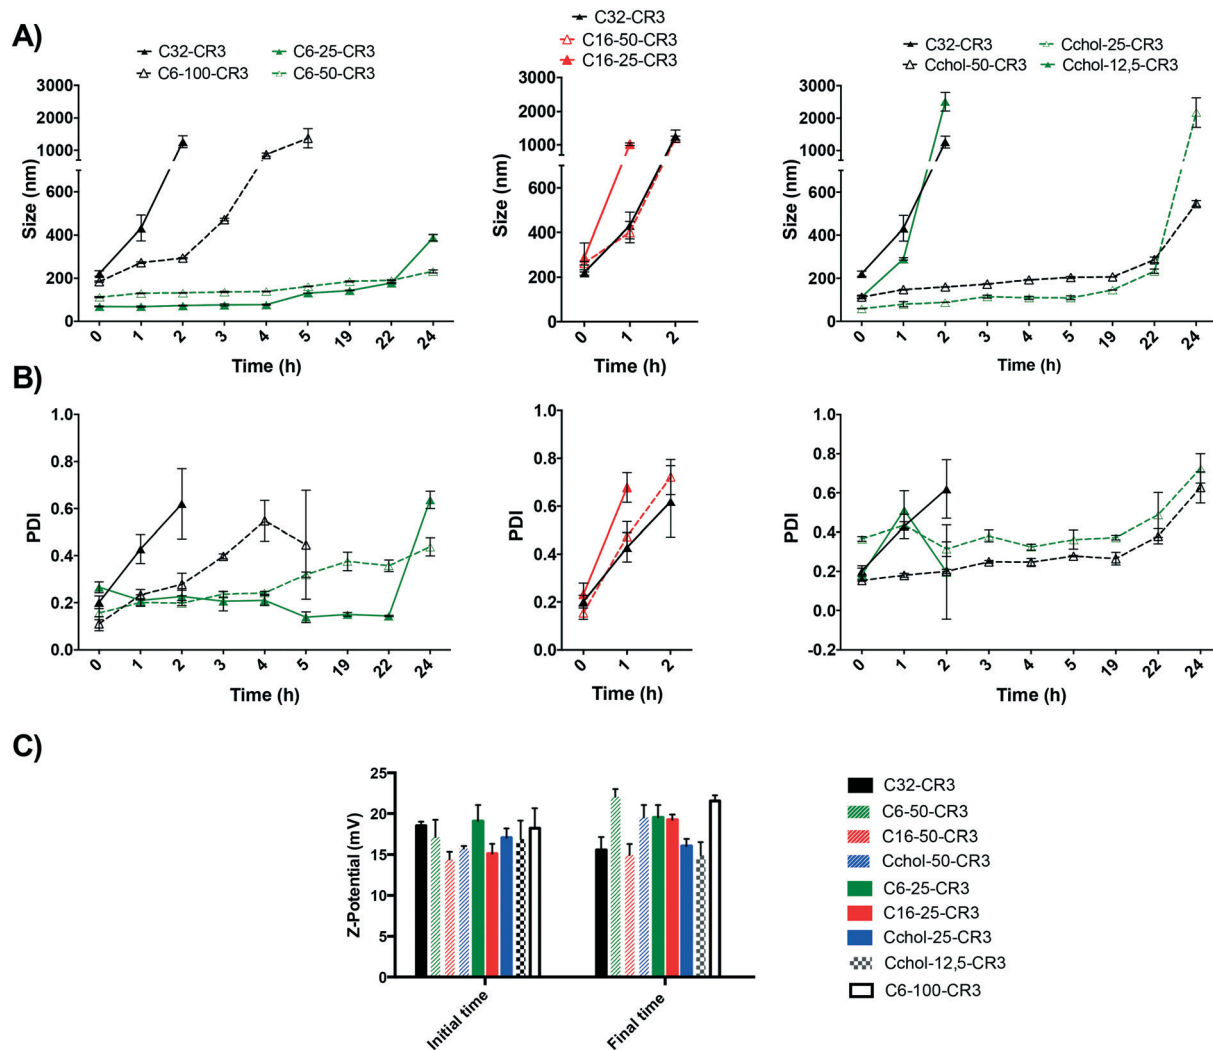 A)
C32-CR3 C6-25-CR3
C6-100-CR3 C6-50-CR3
3000
2000
1000
600
400
200
0
Size (nm)
0 1 2 3 4 5 19 22 24
Time (h)
C32-CR3
C16-50-CR3
C16-25-CR3
3000
2000
1000
600
400
200
0
Size (nm)
0 1 2
Time (h)
C32-CR3 Cchol-25-CR3
Cchol-50-CR3 Cchol-12,5-CR3
3000
2000
1000
600
400
200
0
Size (nm)
0 1 2 3 4 5 19 22 24
Time (h)
B)
1.0
0.8
0.6
0.4
0.2
0.0
PDI
0 1 2 3 4 5 19 22 24
Time (h)
1.0
0.8
0.6
0.4
0.2
0.0
PDI
0 1 2
Time (h)
1.0
0.8
0.6
0.4
0.2
0.0
-0.2
PDI
0 1 2 3 4 5 19 22 24
Time (h)
C)
25
20
15
10
5
0
Z-Potential (mV)
Initial time Final time
C32-CR3
C6-50-CR3
C16-50-CR3
Cchol-50-CR3
C6-25-CR3
C16-25-CR3
Cchol-25-CR3
Cchol-12,5-CR3
C6-100-CR3